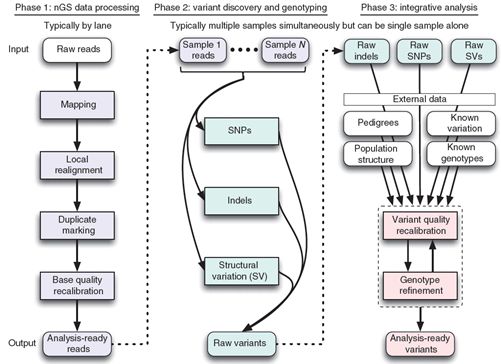 Phase 1: nGS data processing
Typically by lane
Input
Raw reads
Mapping
Local
realignment
Duplicate
marking
Base quality
recalibration
Output
Analysis-ready
reads
Phase 2: variant discovery and genotyping
Typically multiple samples simultaneously but can be single sample alone
Sample
1 reads
Sample N
reads
SNPs
Indels
Structural
variation (SV)
Raw variants
Phase 3: integrative analysis
Raw
indels
Raw
SNPs
Raw
SVs
External data
Pedigrees
Known
variation
Population
structure
Known
genotypes
Variant quality
recalibration
Genotype
refinement
Analysis-ready
variants